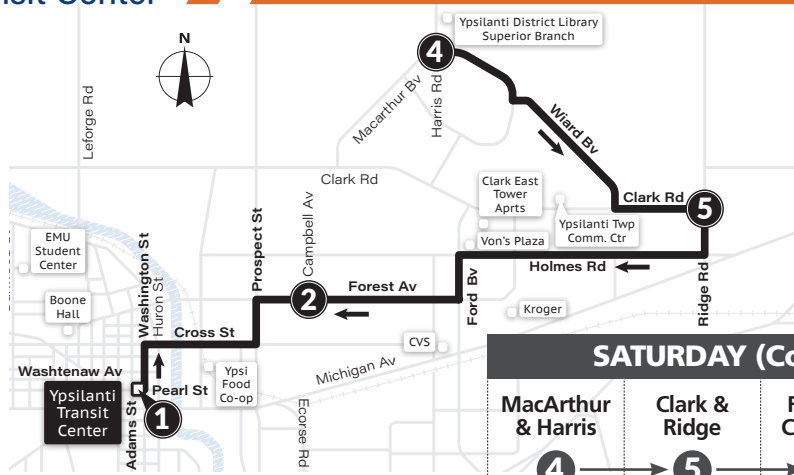 sit Center
Ypsilanti District Library
Superior Branch
N
4
Leforge Rd
Macarthur Bv
Harris Rd
Wiard Bv
Clark Rd
Clark East
Tower
Aprts
Clark Rd
5
Ypsilanti Twp
Comm. Ctr
Von's Plaza
Holmes Rd
EMU
Student
Center
Washington St
Huron St
Prospect St
Campbell Av
2
Forest Av
Ford Bv
Ridge Rd
Boone
Hall
Kroger
Cross St
CVS
Washtenaw Av
Ypsi
Food
Co-op
Michigan Av
Pearl St
Ypsilanti
Transit
Center
1
Adams St
Ecorse Rd
SATURDAY (Co
MacArthur
& Harris
Clark &
Ridge
F
C
4
5